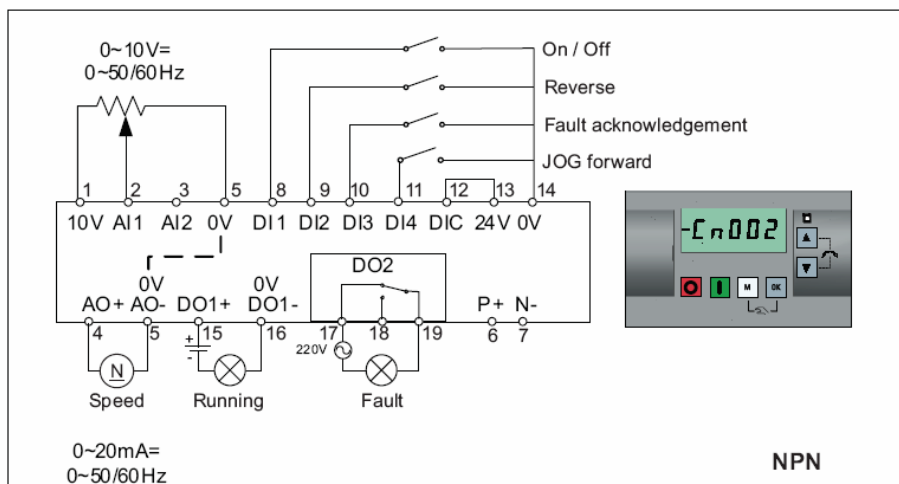 0~10V=
0~50/60Hz
On / Off
Reverse
Fault acknowledgement
JOG forward
1 2 3 5 8 9 10 11 12 13 14
10V AI1 AI2 0V DI1 DI2 DI3 DI4 DIC 24V 0V
-Cn002
M OK
DO2
0V 0V
AO+ AO- DO1+ DO1- P+ N-
4 5 15 16 17 18 19 6 7
+
-
220V
N
Speed Running Fault
0~20mA=
0~50/60Hz
NPN